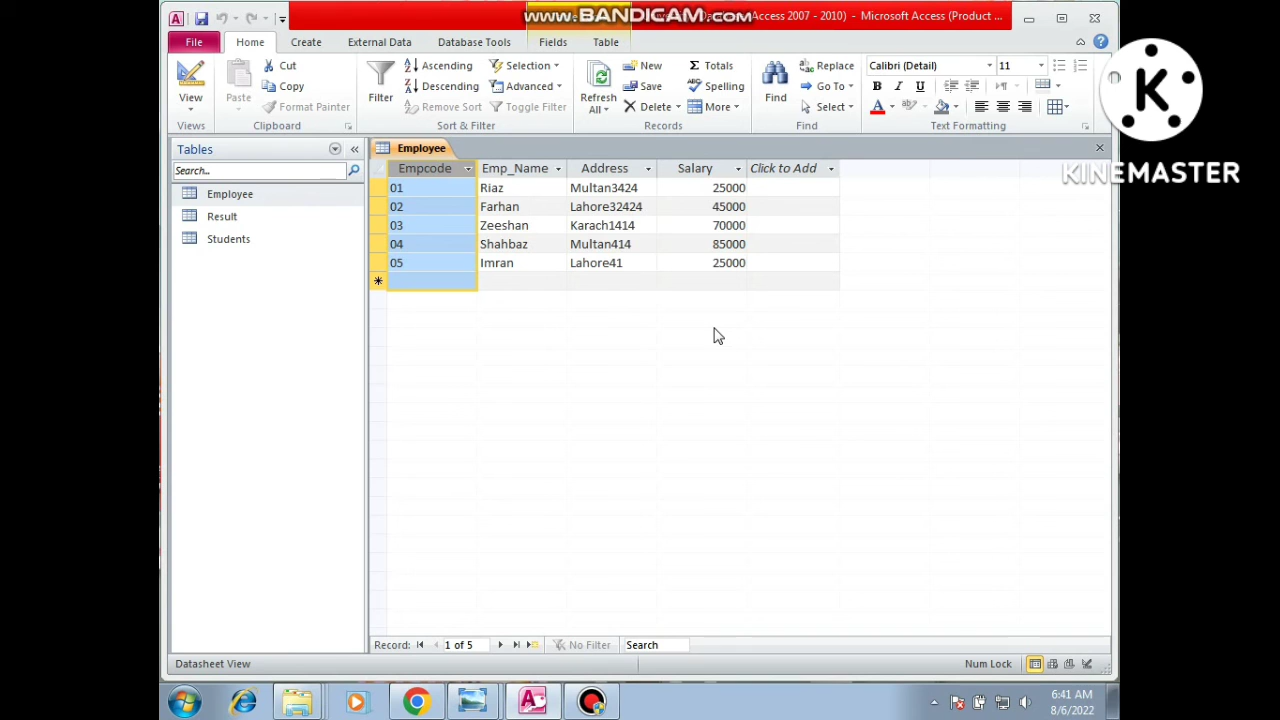 www.BANDICAM.com
Access 2007 - 2010) - Microsoft Access (Product ...
File Home Create External Data Database Tools Fields Table
View
Views
Paste
Cut
Copy
Format Painter
Clipboard
Filter
Ascending
Descending
Remove Sort
Selection
Advanced
Toggle Filter
Sort & Filter
Refresh
All
New
Save
Delete
Totals
Spelling
More
Records
Find
Replace
Go To
Select
Find
Calibri (Detail) 11
B I U
A
Text Formatting
K
KINEMASTER
Tables
Search...
Employee
Result
Students
Employee
Empcode Emp_Name Address Salary Click to Add
01 Riaz Multan3424 25000
02 Farhan Lahore32424 45000
03 Zeeshan Karach1414 70000
04 Shahbaz Multan414 85000
05 Imran Lahore41 25000
Record: 1 of 5 No Filter Search
Datasheet View Num Lock
6:41 AM
8/6/2022